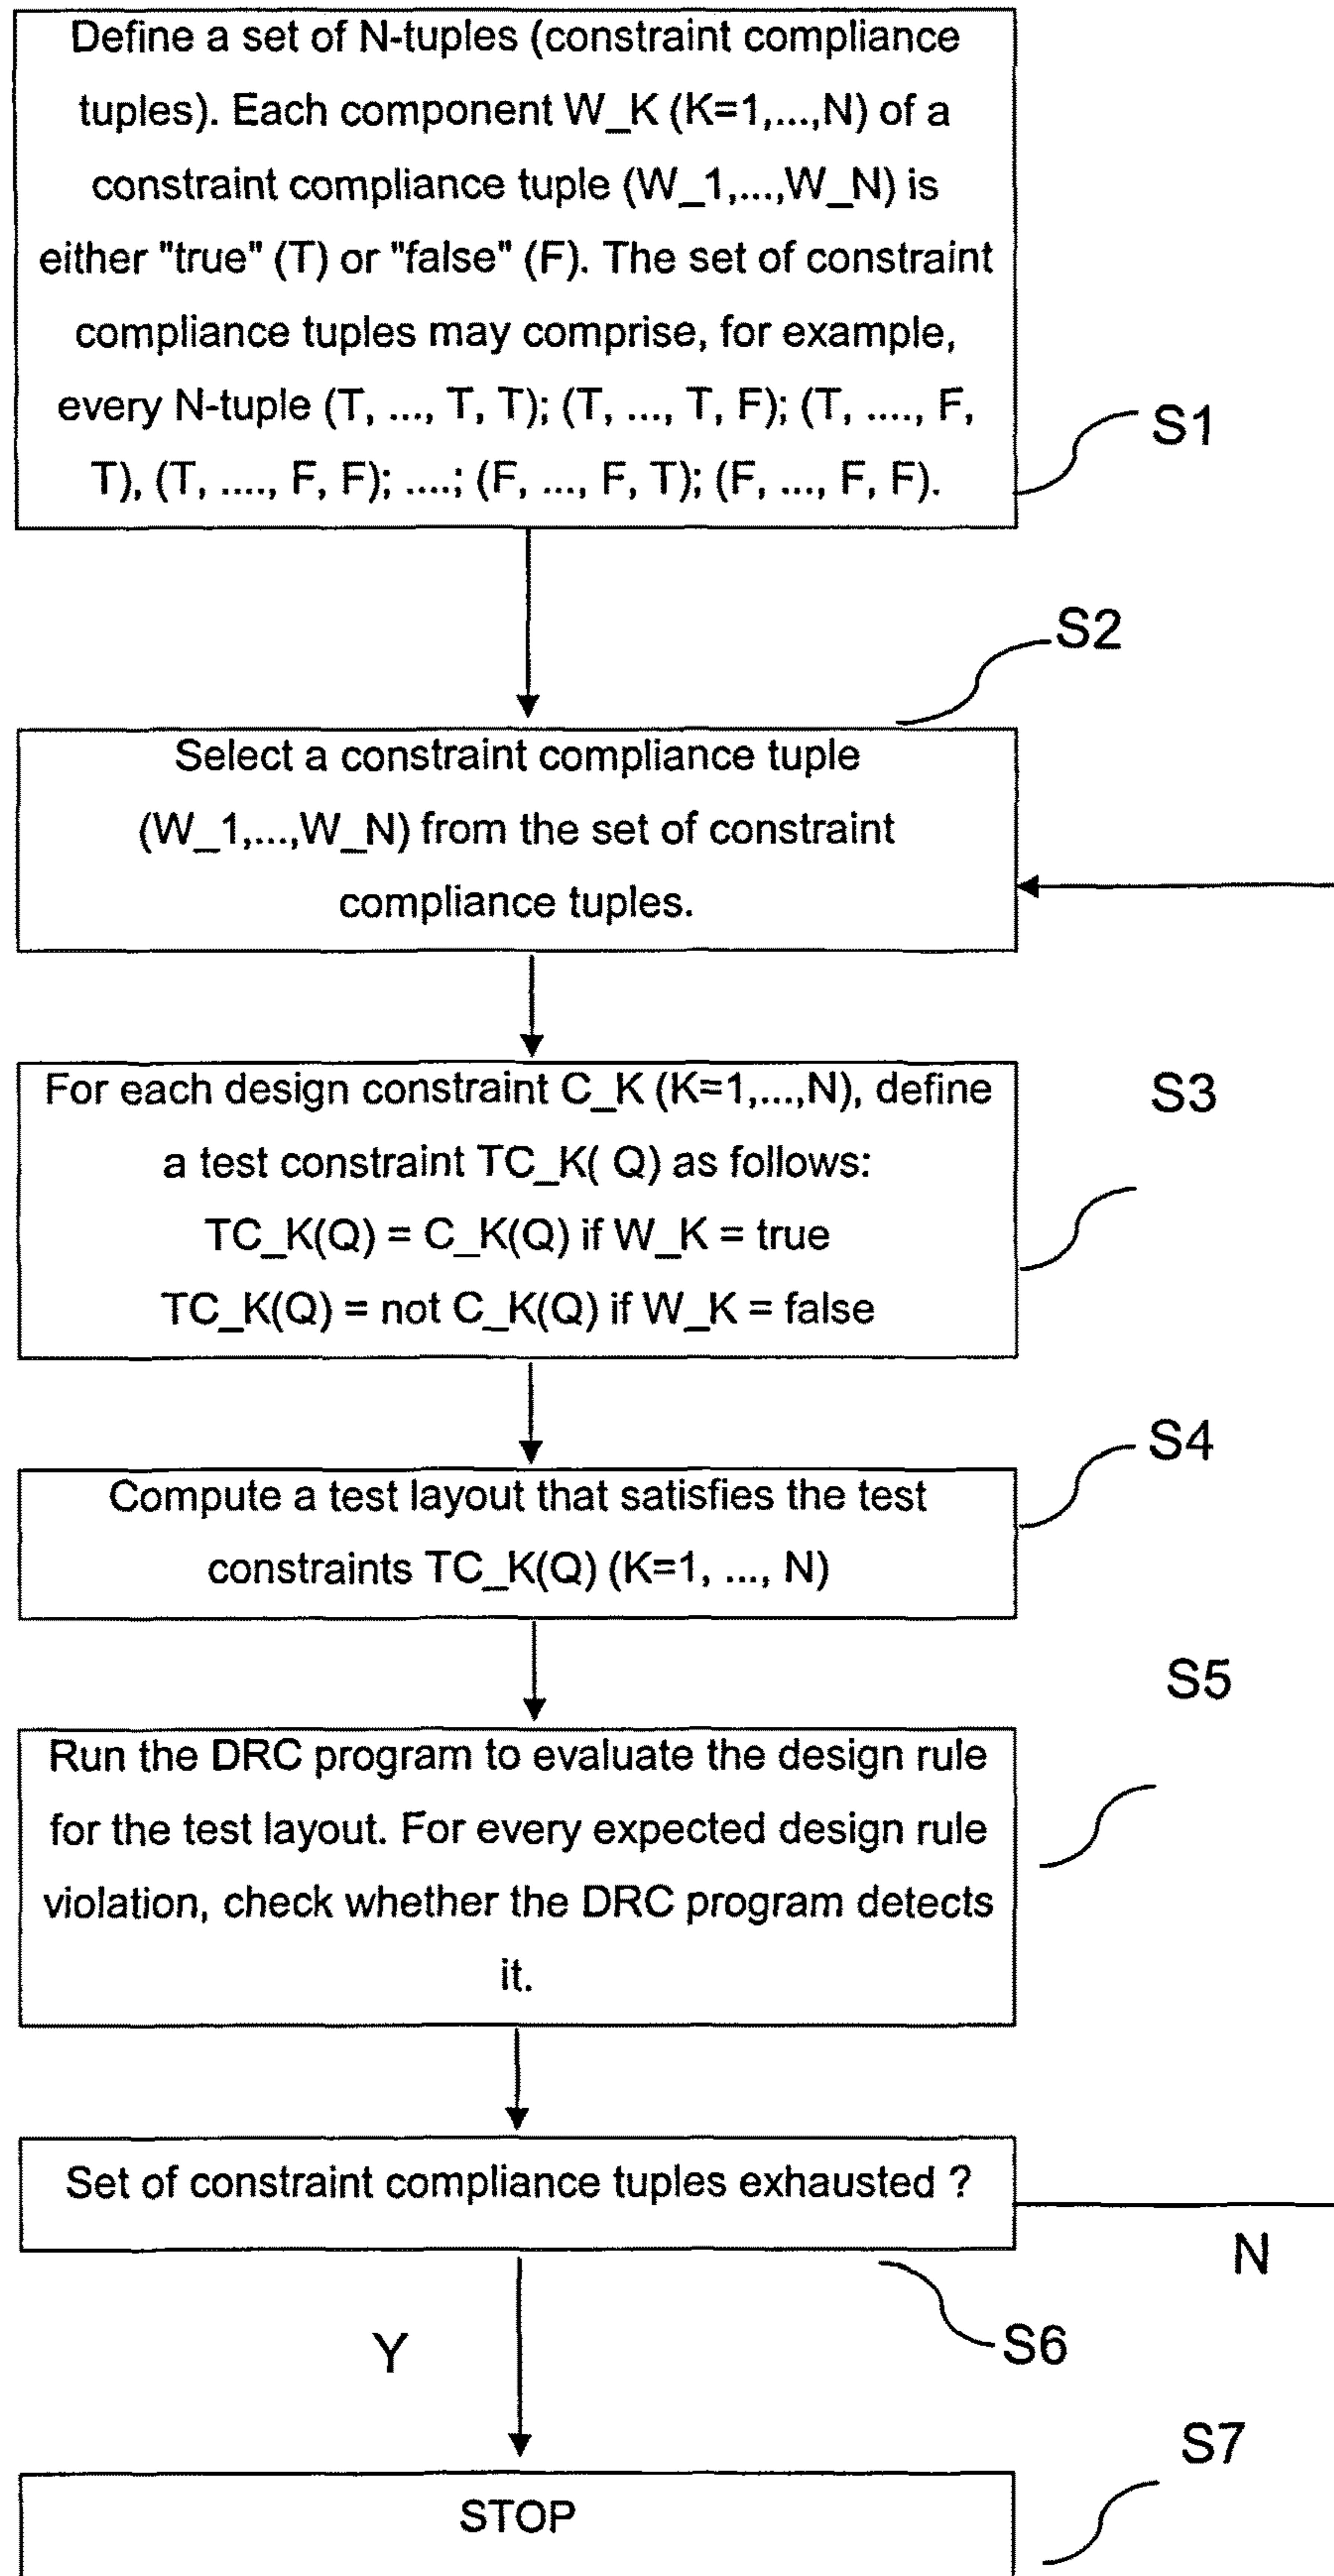 Define a set of N-tuples (constraint compliance
tuples). Each component W_K (K=1,...,N) of a
constraint compliance tuple (W_1,...,W_N) is
either "true" (T) or "false" (F). The set of constraint
compliance tuples may comprise, for example,
every N-tuple (T, ..., T, T); (T, ..., T, F); (T, ...., F,
T), (T, ...., F, F); ....; (F, ..., F, T); (F, ..., F, F).
S1
S2
Select a constraint compliance tuple
(W_1,...,W_N) from the set of constraint
compliance tuples.
For each design constraint C_K (K=1,...,N), define
a test constraint TC_K( Q) as follows:
TC_K(Q) = C_K(Q) if W_K = true
TC_K(Q) = not C_K(Q) if W_K = false
S3
S4
Compute a test layout that satisfies the test
constraints TC_K(Q) (K=1, ..., N)
S5
Run the DRC program to evaluate the design rule
for the test layout. For every expected design rule
violation, check whether the DRC program detects
it.
Set of constraint compliance tuples exhausted ?
N
Y
S6
S7
STOP